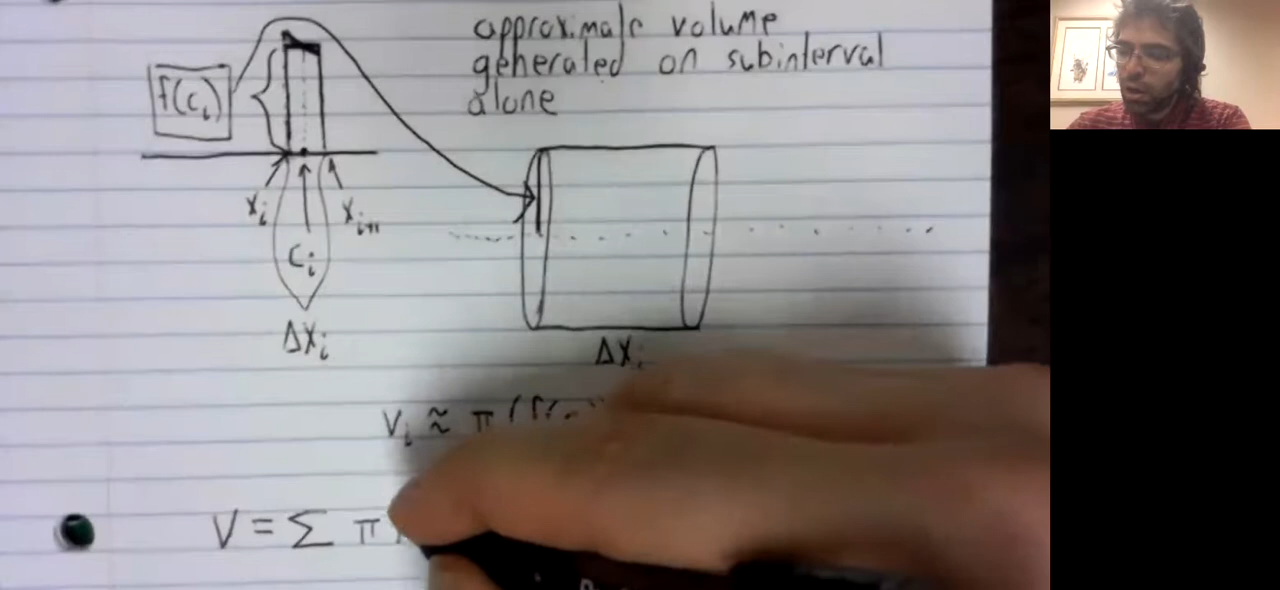 approximate volume
generated on subinterval
alone
f(cᵢ)
xᵢ
xᵢ₊₁
cᵢ
Δxᵢ
Δxᵢ
Vᵢ ≈ π(f(
V = Σ π